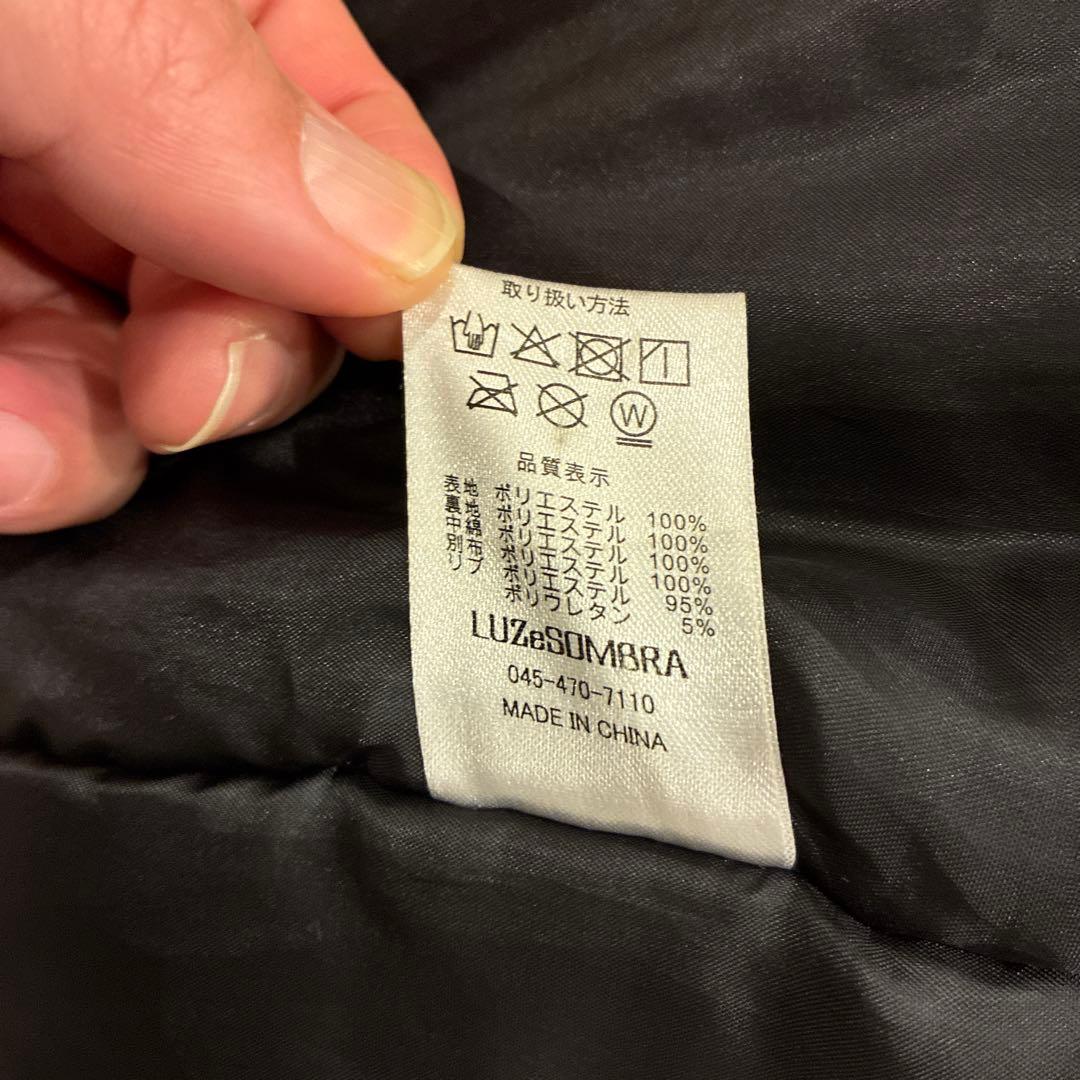 取り扱い方法
W
品質表示
表地 ポリエステル 100%
裏地 ポリエステル 100%
中綿 ポリエステル 100%
別布 ポリエステル 100%
リブ ポリエステル 95%
ポリウレタン 5%
LUZeSOMBRA
045-470-7110
MADE IN CHINA